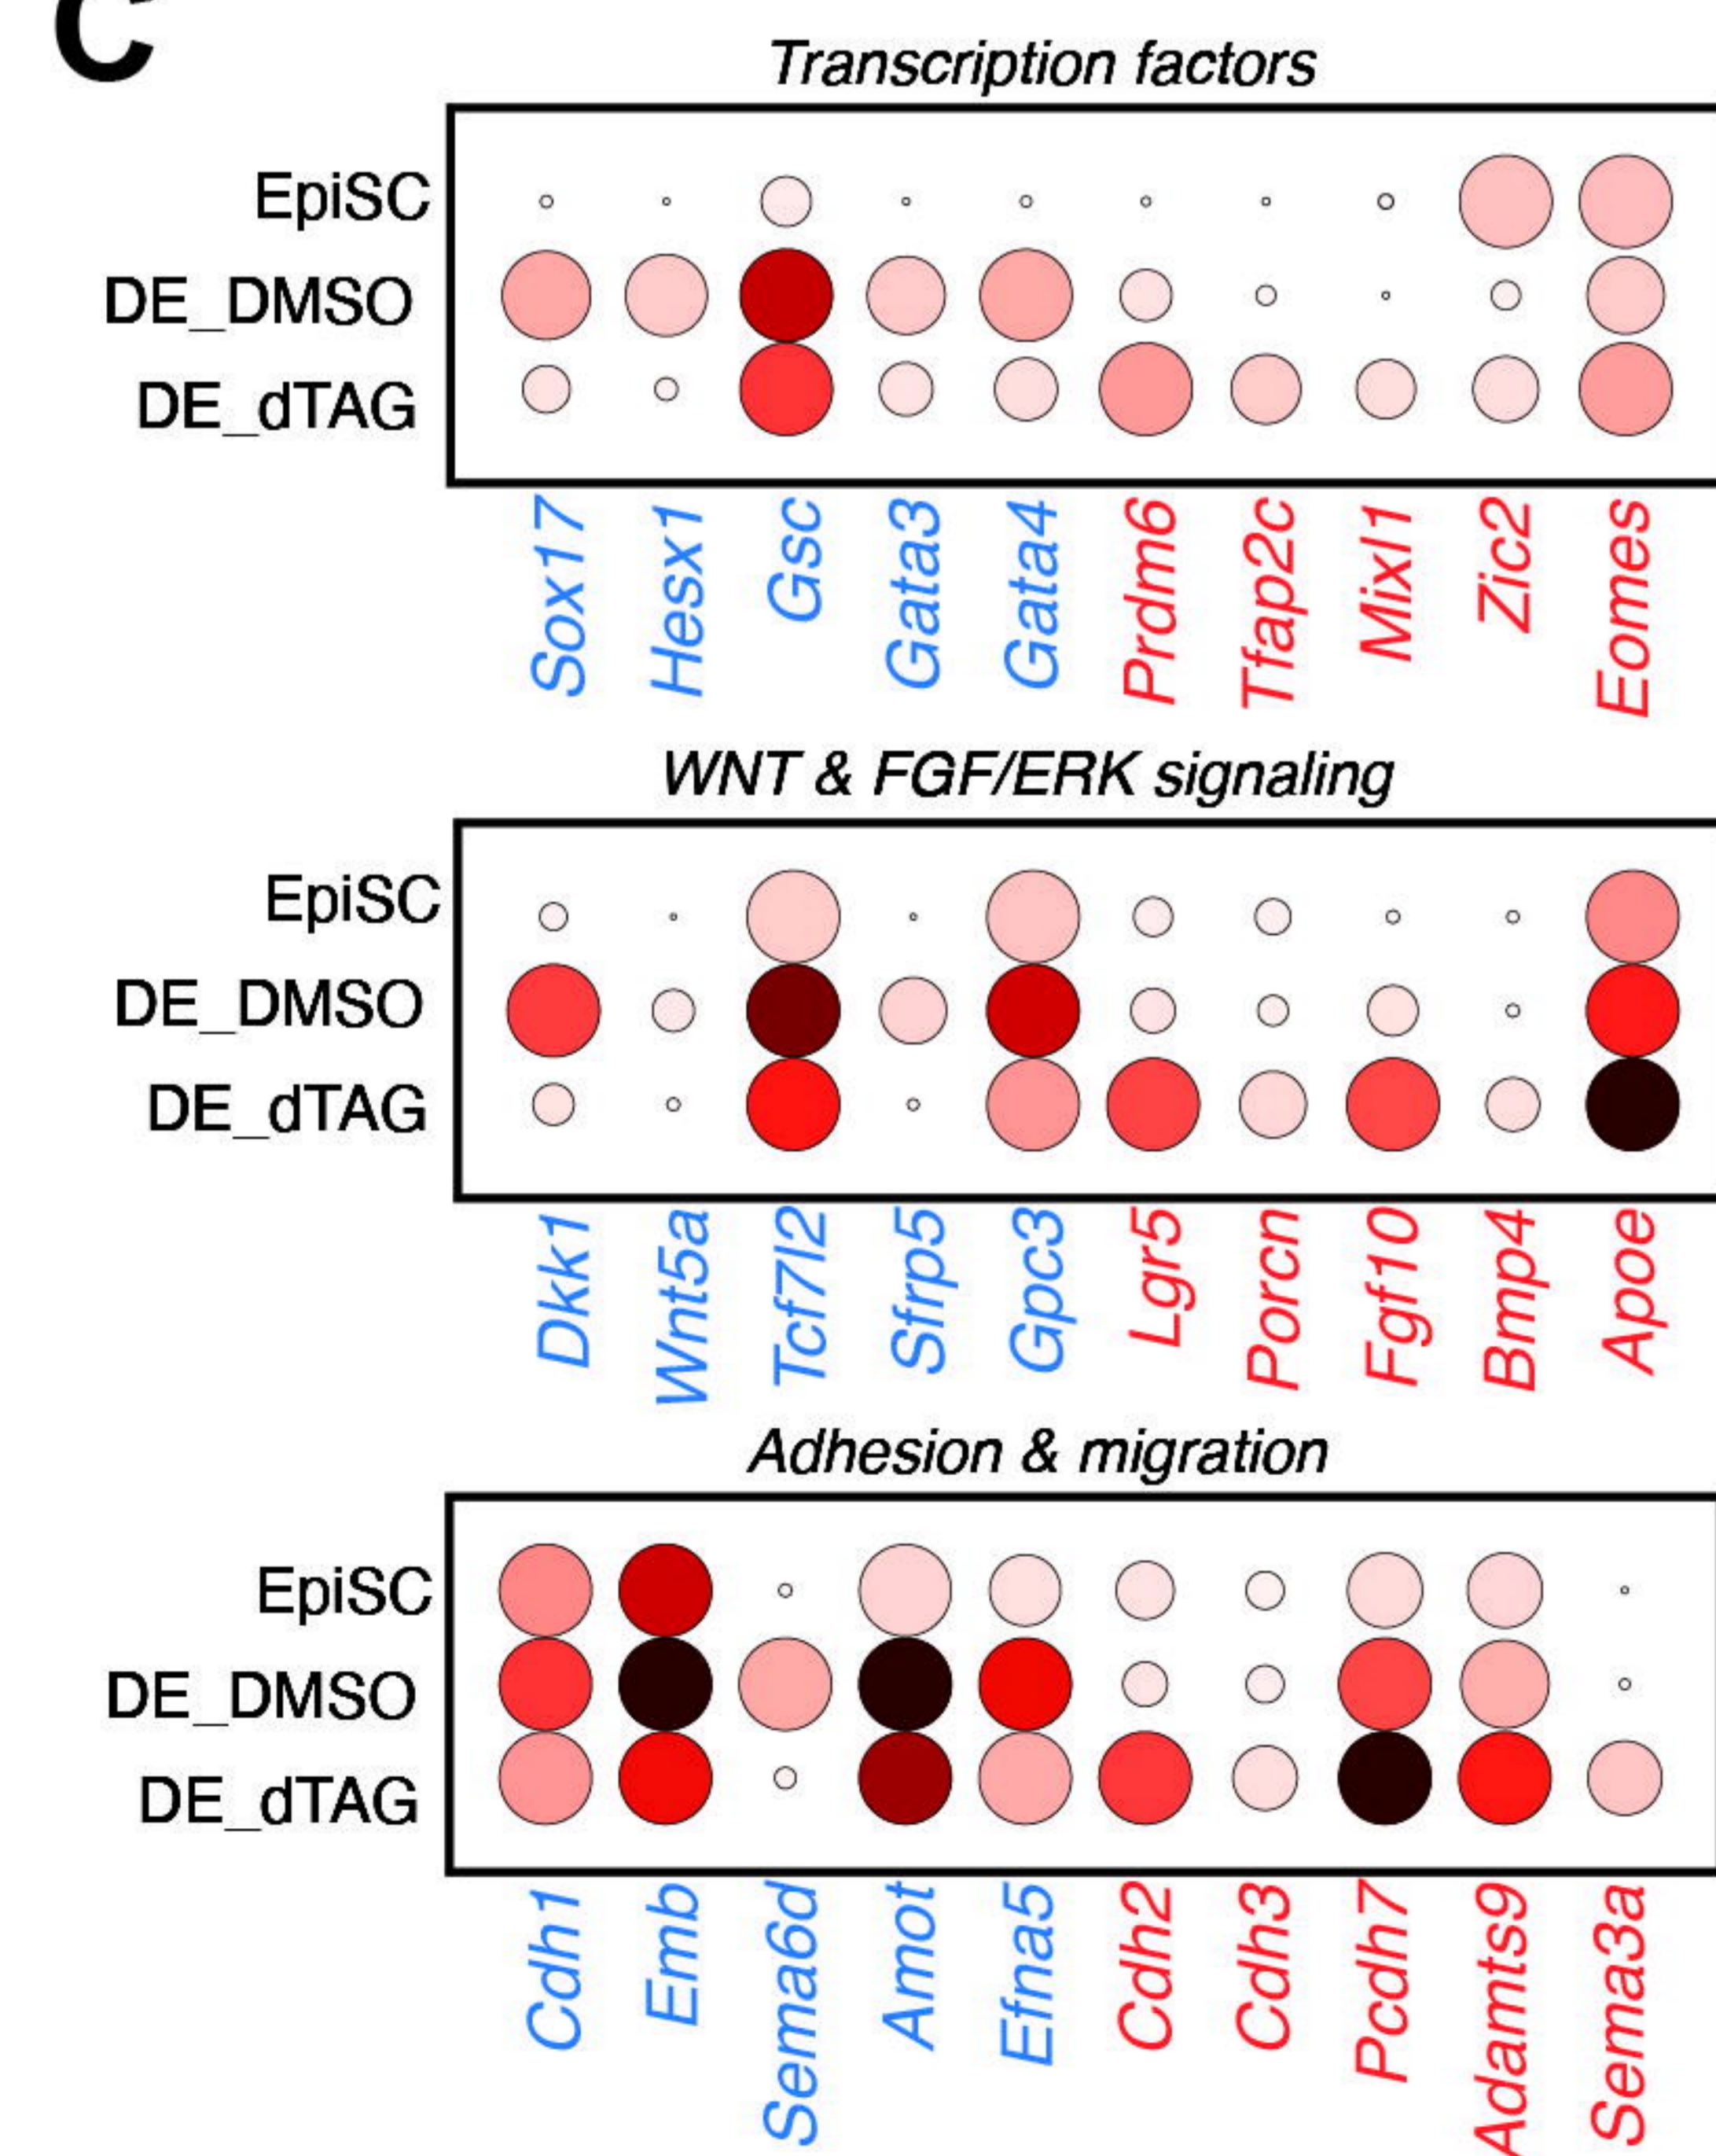 C
Transcription factors
EpiSC
DE_DMSO
DE_dTAG
Sox17 Hesx1 Gsc Gata3 Gata4 Prdm6 Tfap2c Mixl1 Zic2 Eomes
WNT & FGF/ERK signaling
EpiSC
DE_DMSO
DE_dTAG
Dkk1 Wnt5a Tcf7l2 Sfrp5 Gpc3 Lgr5 Porcn Fgf10 Bmp4 Apoe
Adhesion & migration
EpiSC
DE_DMSO
DE_dTAG
Cdh1 Emb Sema6d Amot Efna5 Cdh2 Cdh3 Pcdh7 Adamts9 Sema3a